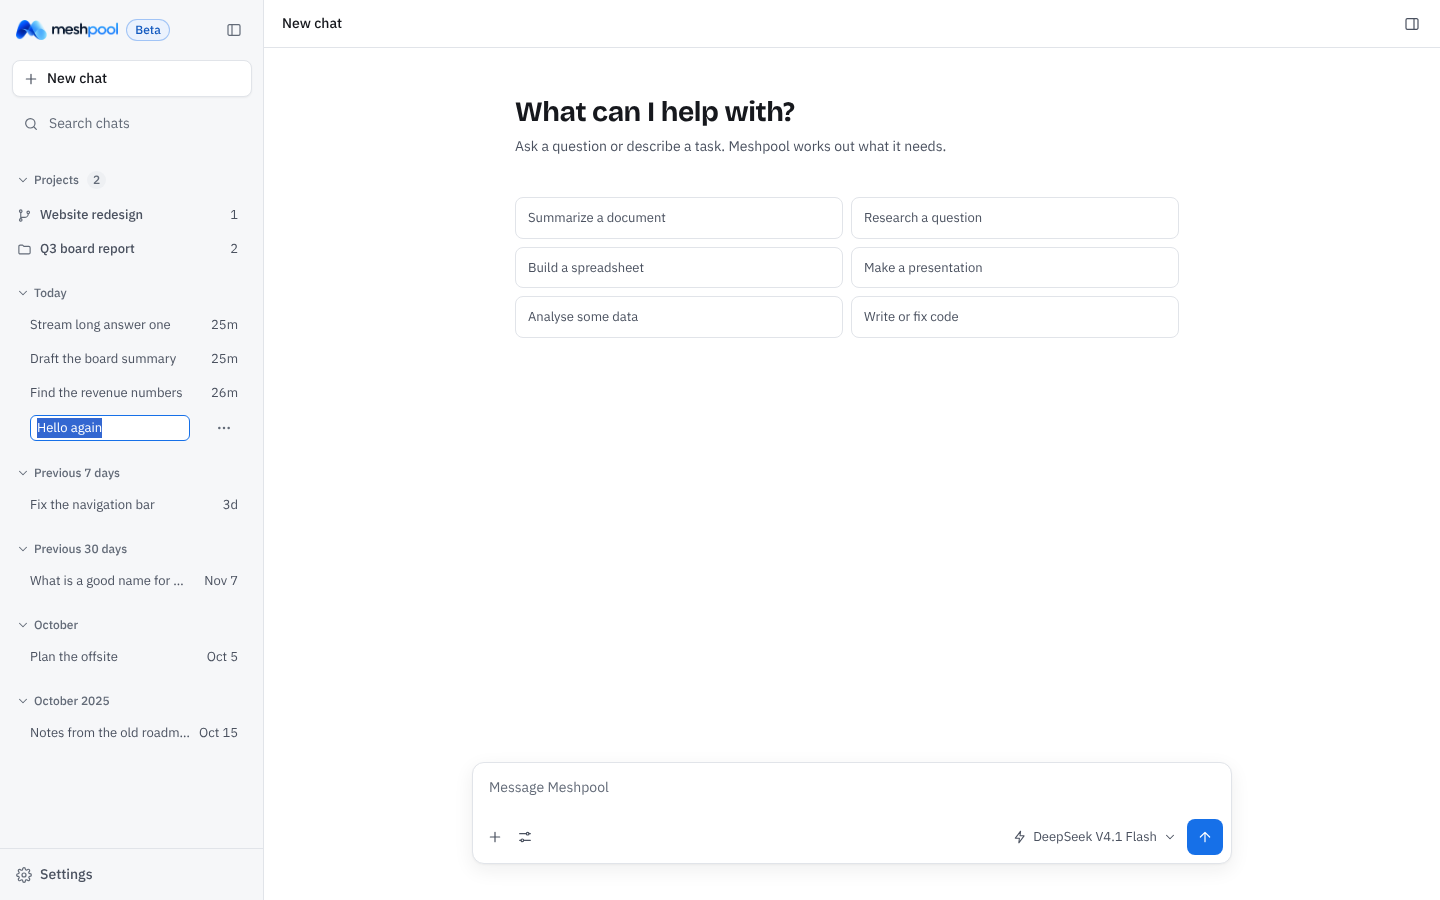 meshpool Beta
New chat
Search chats
Projects 2
Website redesign 1
Q3 board report 2
Today
Stream long answer one 25m
Draft the board summary 25m
Find the revenue numbers 26m
Hello again
Previous 7 days
Fix the navigation bar 3d
Previous 30 days
What is a good name for ... Nov 7
October
Plan the offsite Oct 5
October 2025
Notes from the old roadm... Oct 15
Settings
New chat
What can I help with?
Ask a question or describe a task. Meshpool works out what it needs.
Summarize a document
Research a question
Build a spreadsheet
Make a presentation
Analyse some data
Write or fix code
Message Meshpool
DeepSeek V4.1 Flash